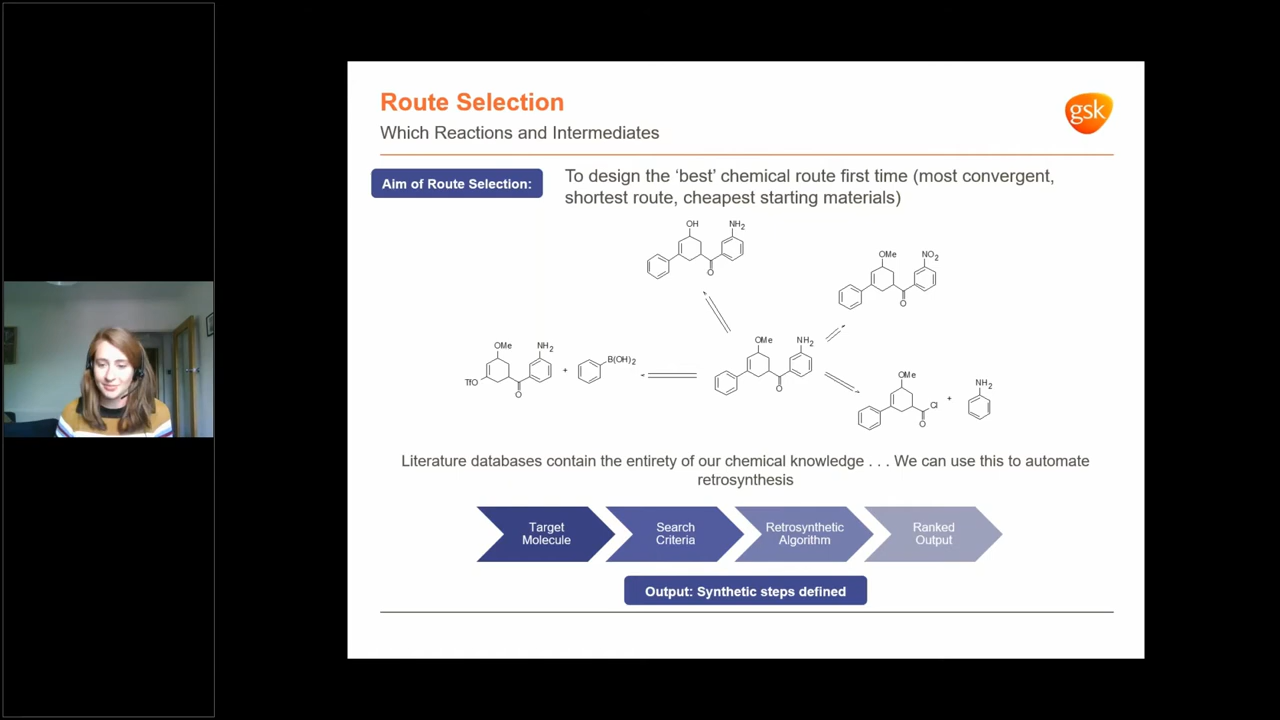 Route Selection
gsk
Which Reactions and Intermediates
Aim of Route Selection:
To design the ‘best’ chemical route first time (most convergent,
shortest route, cheapest starting materials)
OH
NH2
O
OMe
NO2
O
OMe
NH2
TfO
O
+
B(OH)2
OMe
NH2
O
OMe
Cl
O
+
NH2
Literature databases contain the entirety of our chemical knowledge . . . We can use this to automate
retrosynthesis
Target
Molecule
Search
Criteria
Retrosynthetic
Algorithm
Ranked
Output
Output: Synthetic steps defined